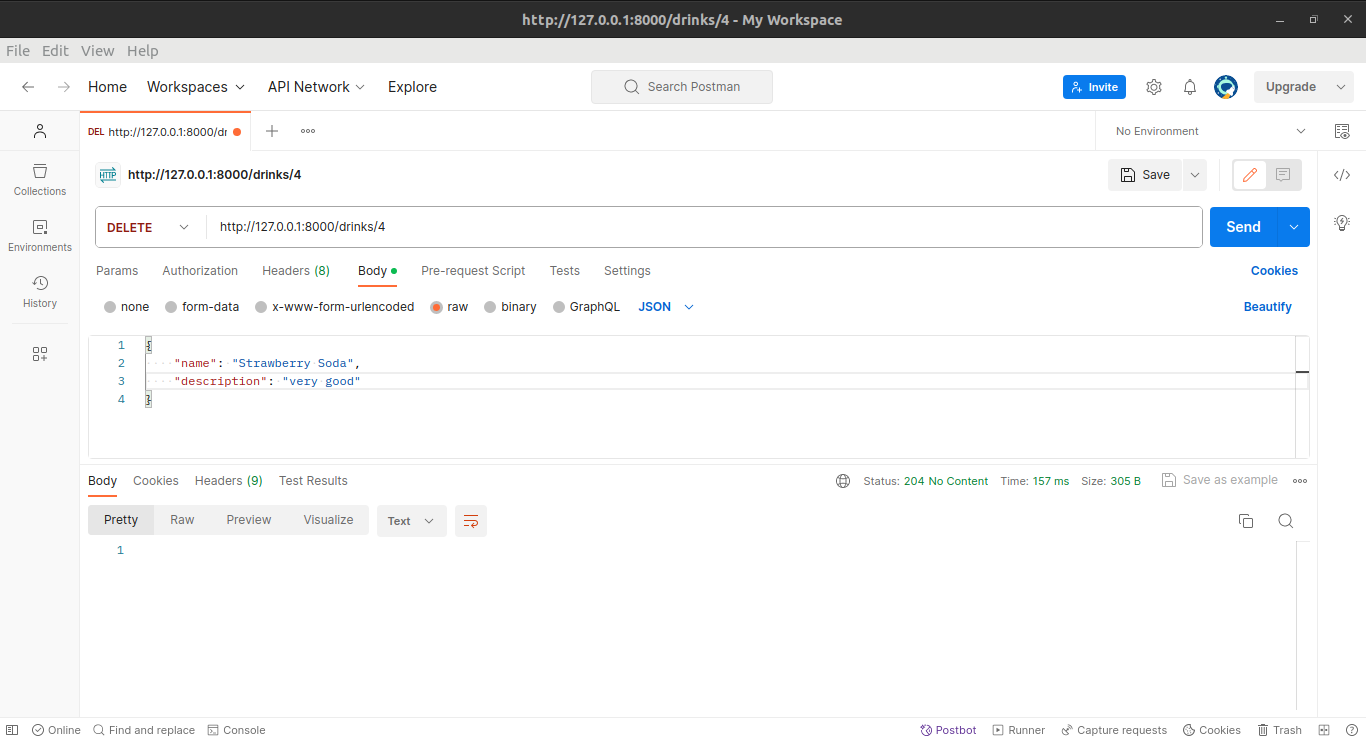 http://127.0.0.1:8000/drinks/4 - My Workspace
File Edit View Help
Home Workspaces API Network Explore Search Postman Invite Upgrade
DEL http://127.0.0.1:8000/dr No Environment
HTTP http://127.0.0.1:8000/drinks/4 Save
Collections
Environments
History
DELETE http://127.0.0.1:8000/drinks/4 Send
Params Authorization Headers (8) Body Pre-request Script Tests Settings Cookies
none form-data x-www-form-urlencoded raw binary GraphQL JSON Beautify
1 {
2 "name": "Strawberry Soda",
3 "description": "very good"
4 }
Body Cookies Headers (9) Test Results Status: 204 No Content Time: 157 ms Size: 305 B Save as example
Pretty Raw Preview Visualize Text
1
Online Find and replace Console Postbot Runner Capture requests Cookies Trash